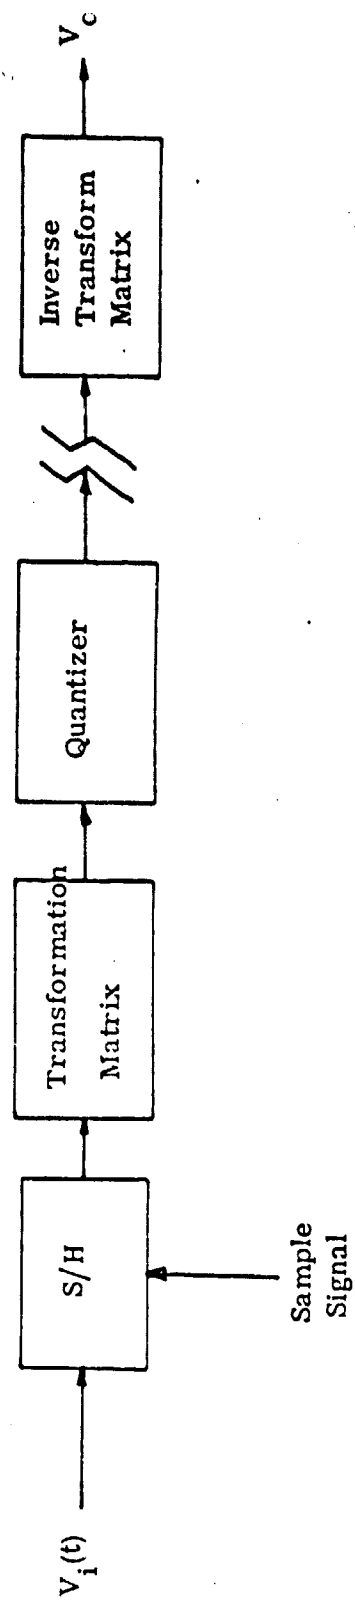 V_i(t)
S/H
Sample
Signal
Transformation
Matrix
Quantizer
Inverse
Transform
Matrix
V_c